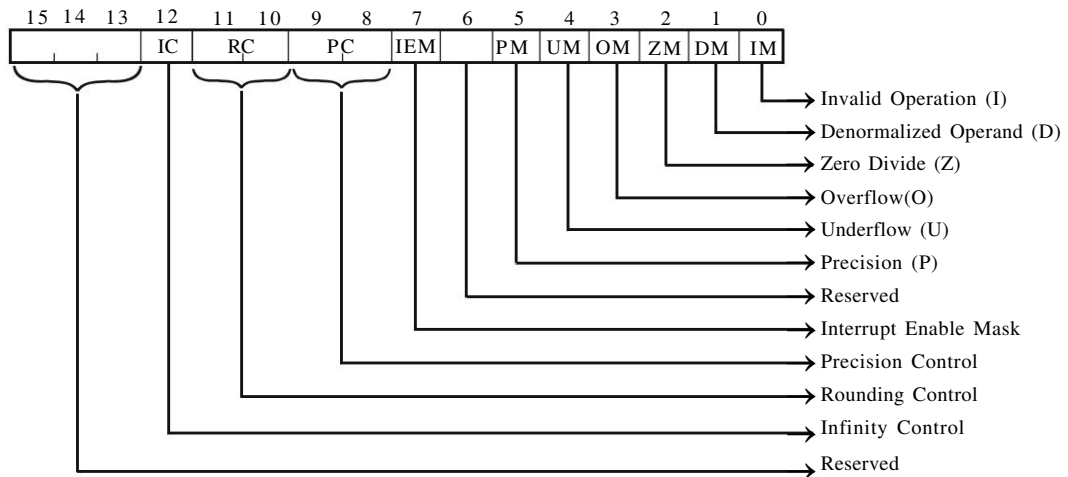 15 14 13 12 11 10 9 8 7 6 5 4 3 2 1 0
IC RC PC IEM PM UM OM ZM DM IM
Invalid Operation (I)
Denormalized Operand (D)
Zero Divide (Z)
Overflow(O)
Underflow (U)
Precision (P)
Reserved
Interrupt Enable Mask
Precision Control
Rounding Control
Infinity Control
Reserved